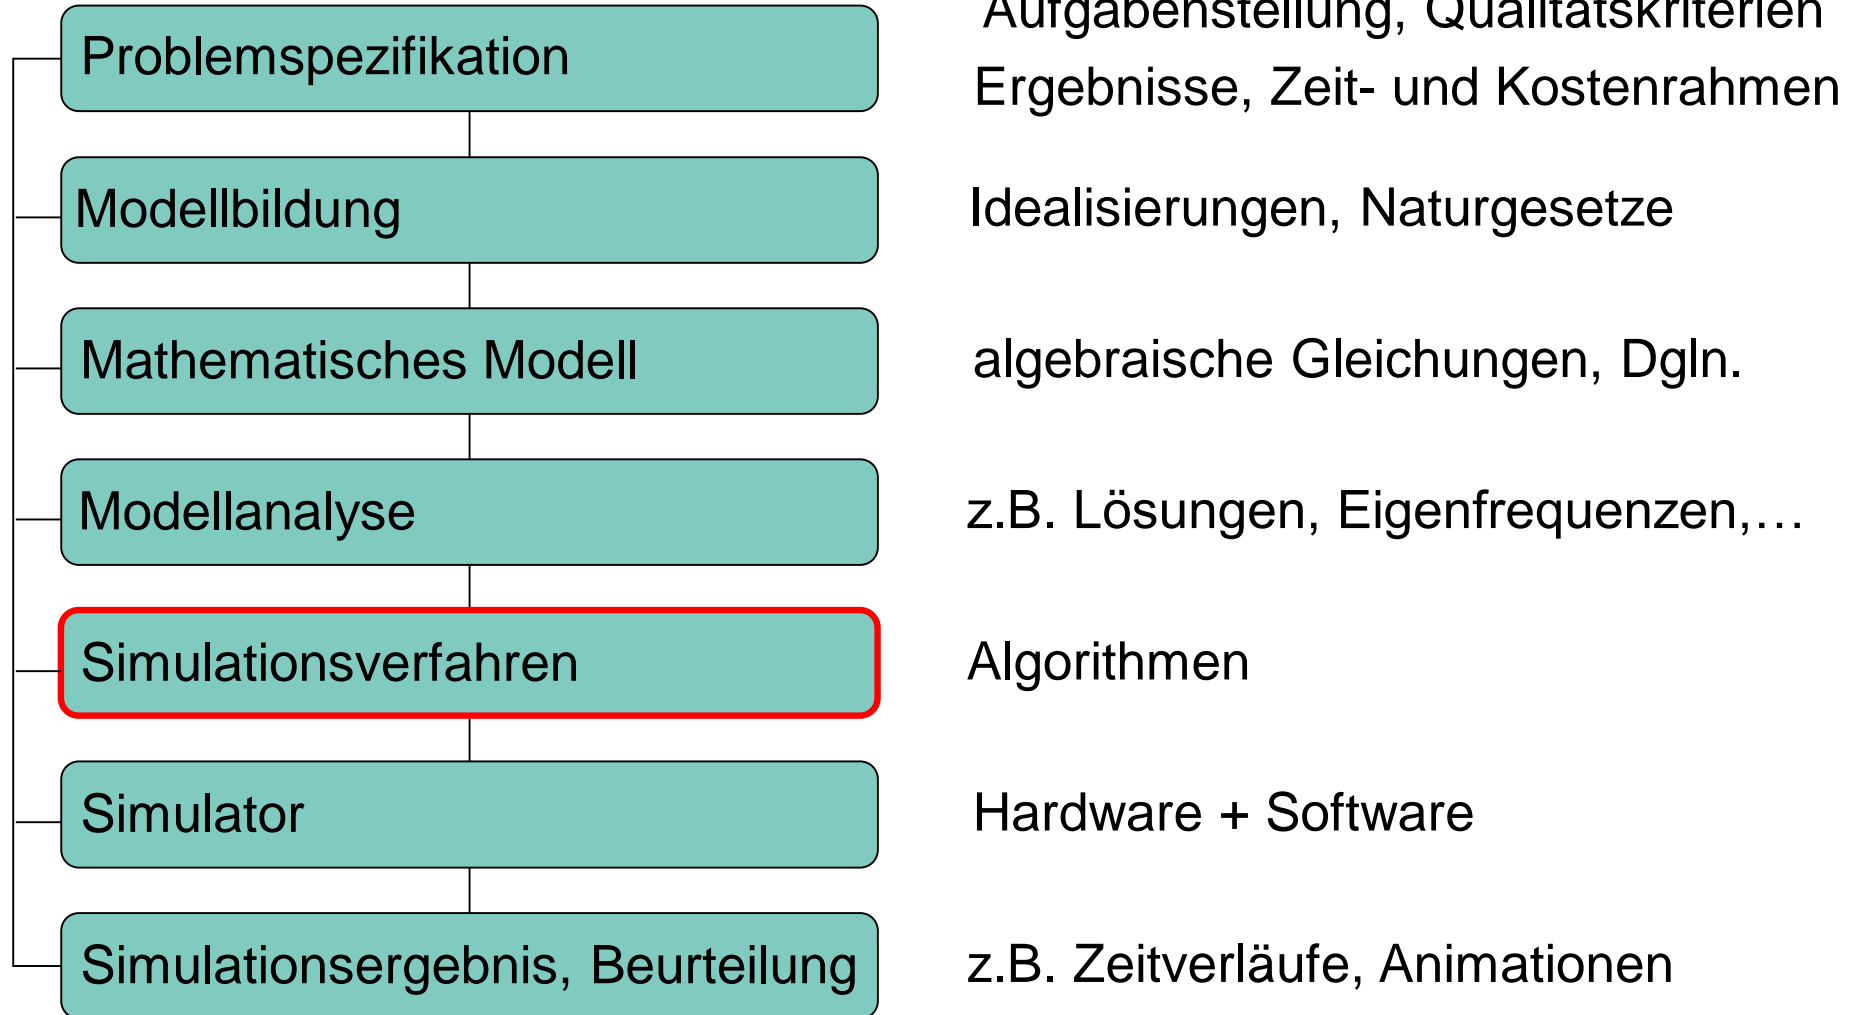 Aufgabenstellung, Qualitätskriterien
Problemspezifikation
Ergebnisse, Zeit- und Kostenrahmen
Modellbildung
Idealisierungen, Naturgesetze
Mathematisches Modell
algebraische Gleichungen, Dgln.
Modellanalyse
z.B. Lösungen, Eigenfrequenzen,…
Simulationsverfahren
Algorithmen
Simulator
Hardware + Software
Simulationsergebnis, Beurteilung
z.B. Zeitverläufe, Animationen